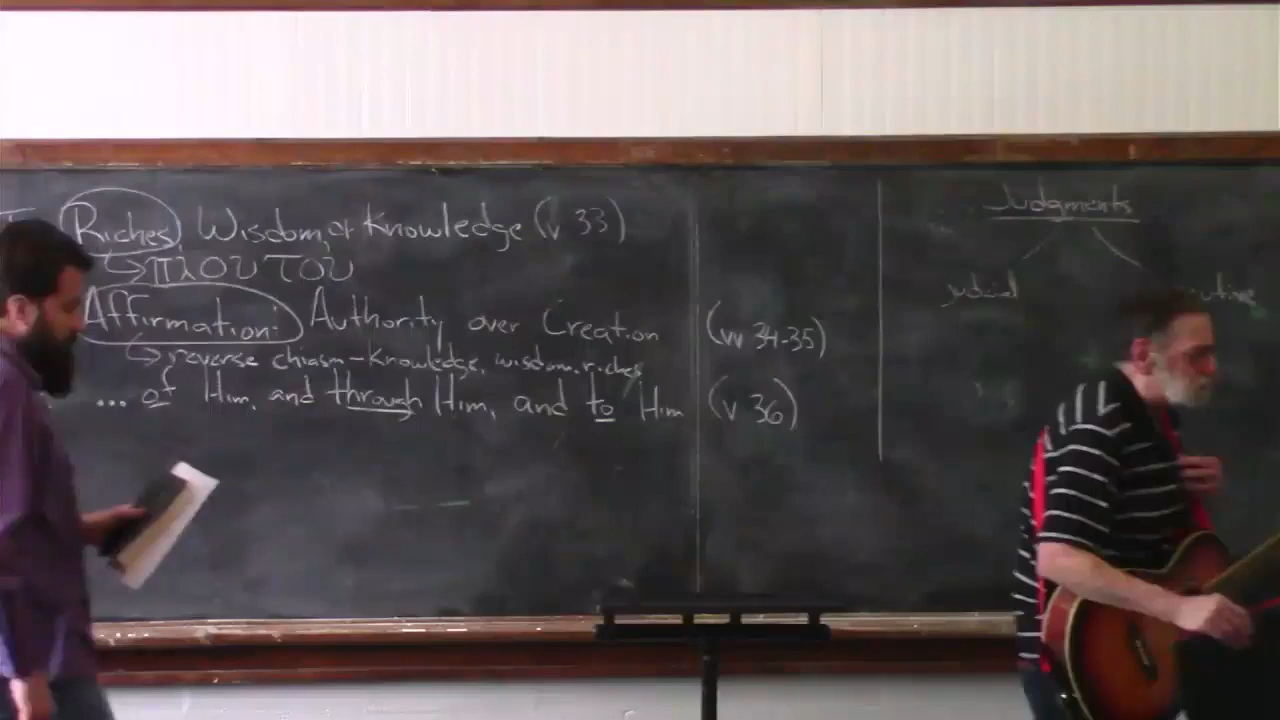 Riches, Wisdom, & Knowledge (v 33)
↳ πλουτου
Affirmation: Authority over Creation (vv 34-35)
↳ reverse chiasm - Knowledge, wisdom, riches
... of Him, and through Him, and to Him (v 36)
Judgments
judicial